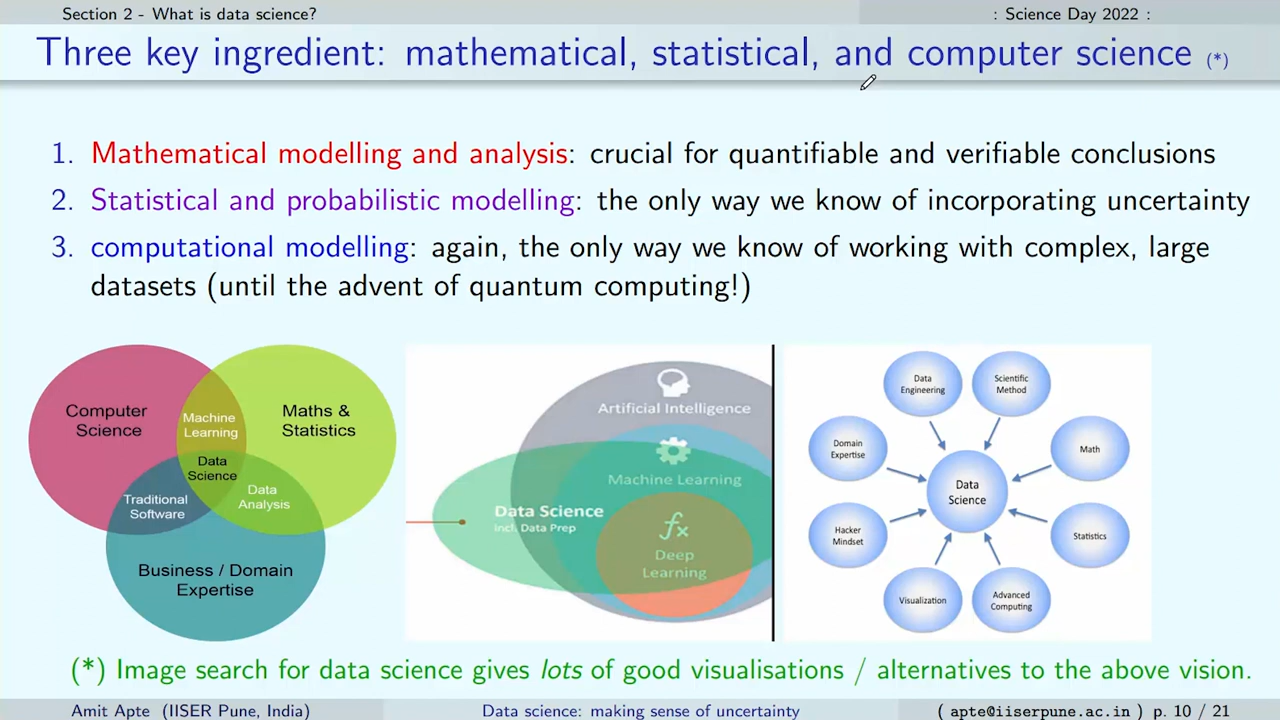 Section 2 - What is data science?
: Science Day 2022 :
Three key ingredient: mathematical, statistical, and computer science (*)
1. Mathematical modelling and analysis: crucial for quantifiable and verifiable conclusions
2. Statistical and probabilistic modelling: the only way we know of incorporating uncertainty
3. computational modelling: again, the only way we know of working with complex, large
datasets (until the advent of quantum computing!)
Computer
Science
Machine
Learning
Maths &
Statistics
Data
Science
Traditional
Software
Data
Analysis
Business / Domain
Expertise
Artificial Intelligence
Machine Learning
Data Science
incl. Data Prep
fx
Deep
Learning
Data
Engineering
Scientific
Method
Domain
Expertise
Math
Data
Science
Hacker
Mindset
Statistics
Visualization
Advanced
Computing
(*) Image search for data science gives lots of good visualisations / alternatives to the above vision.
Amit Apte (IISER Pune, India)
Data science: making sense of uncertainty
( apte@iiserpune.ac.in ) p. 10 / 21